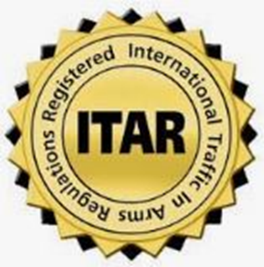 Registered International Traffic In Arms Regulations
ITAR